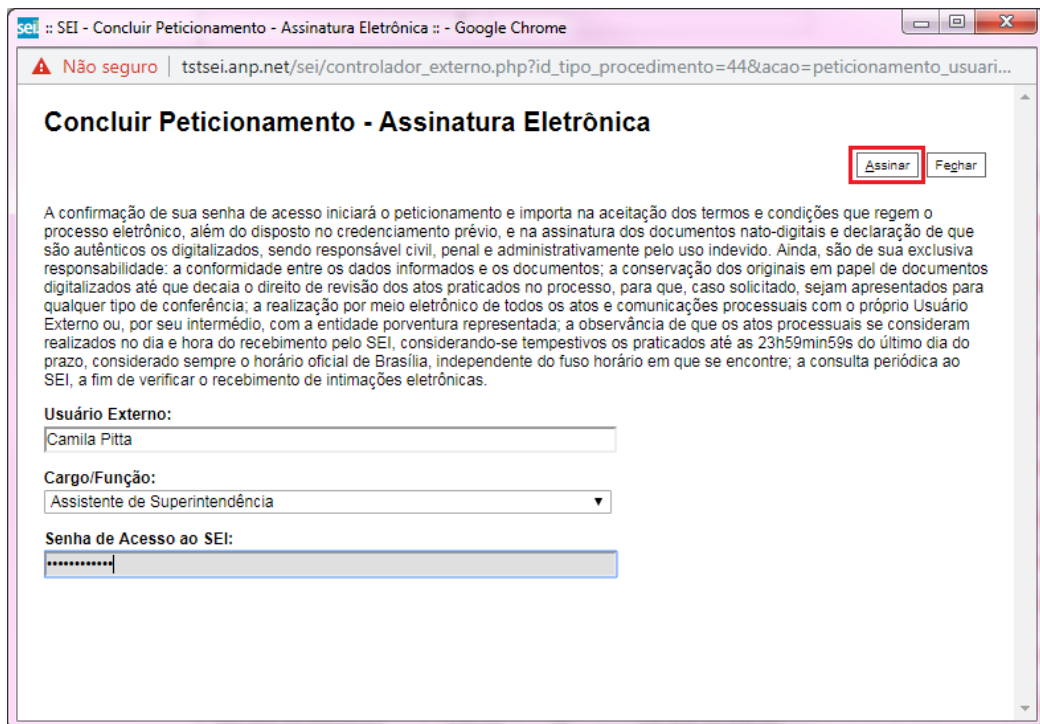 sei :: SEI - Concluir Peticionamento - Assinatura Eletrônica :: - Google Chrome
Não seguro | tstsei.anp.net/sei/controlador_externo.php?id_tipo_procedimento=44&acao=peticionamento_usuari...
Concluir Peticionamento - Assinatura Eletrônica
Assinar Fechar
A confirmação de sua senha de acesso iniciará o peticionamento e importa na aceitação dos termos e condições que regem o
processo eletrônico, além do disposto no credenciamento prévio, e na assinatura dos documentos nato-digitais e declaração de que
são autênticos os digitalizados, sendo responsável civil, penal e administrativamente pelo uso indevido. Ainda, são de sua exclusiva
responsabilidade: a conformidade entre os dados informados e os documentos; a conservação dos originais em papel de documentos
digitalizados até que decaia o direito de revisão dos atos praticados no processo, para que, caso solicitado, sejam apresentados para
qualquer tipo de conferência; a realização por meio eletrônico de todos os atos e comunicações processuais com o próprio Usuário
Externo ou, por seu intermédio, com a entidade porventura representada; a observância de que os atos processuais se consideram
realizados no dia e hora do recebimento pelo SEI, considerando-se tempestivos os praticados até as 23h59min59s do último dia do
prazo, considerado sempre o horário oficial de Brasília, independente do fuso horário em que se encontre; a consulta periódica ao
SEI, a fim de verificar o recebimento de intimações eletrônicas.
Usuário Externo:
Camila Pitta
Cargo/Função:
Assistente de Superintendência
Senha de Acesso ao SEI:
••••••••••••